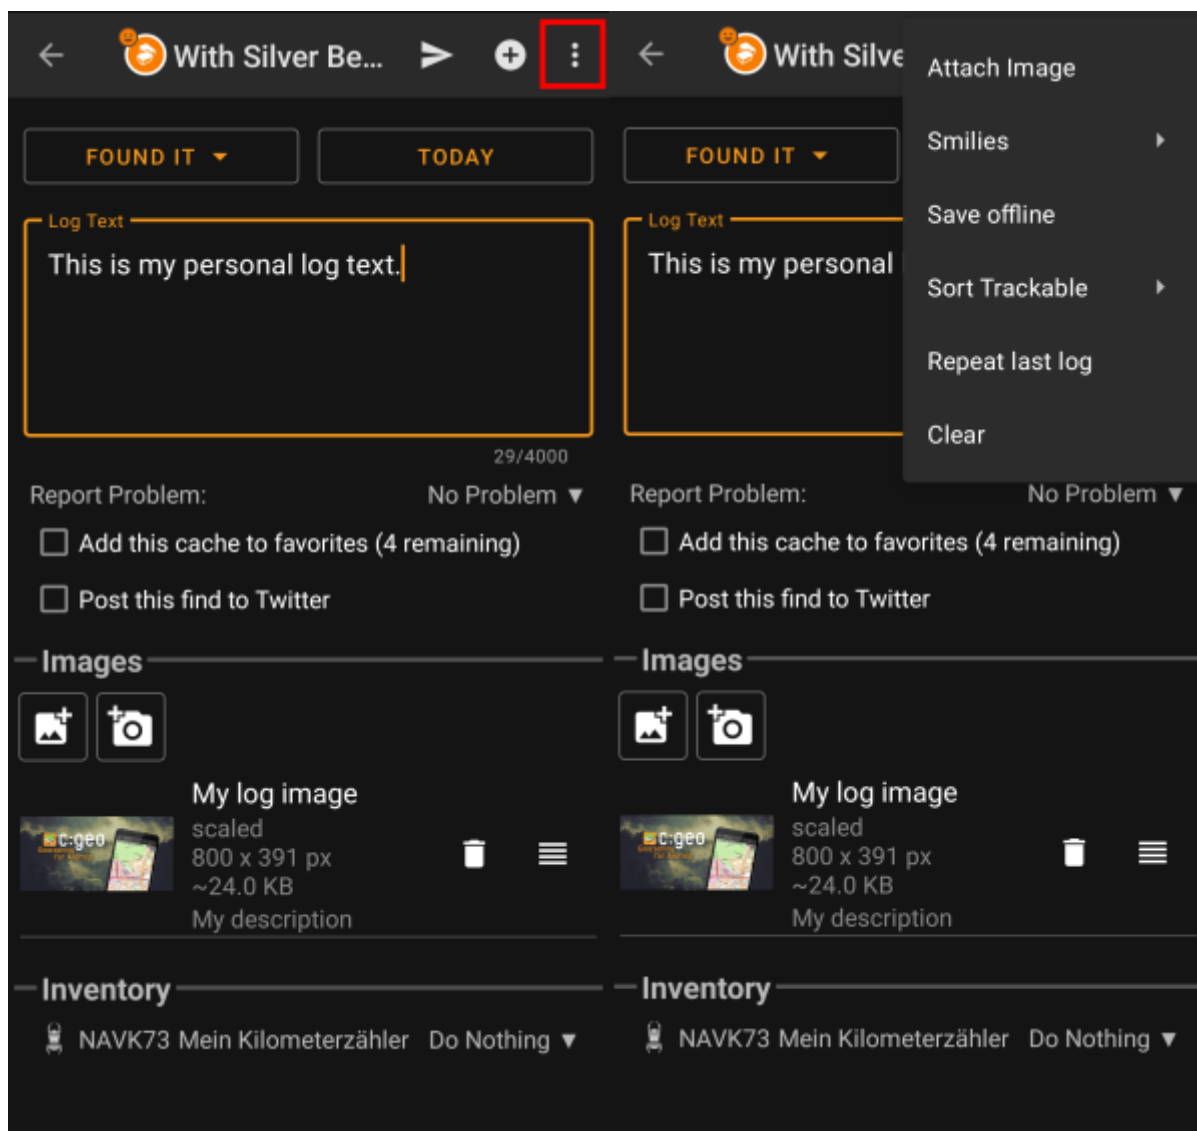 With Silver Be...
FOUND IT
TODAY
Log Text
This is my personal log text.
29/4000
Report Problem:
No Problem
Add this cache to favorites (4 remaining)
Post this find to Twitter
Images
My log image
scaled
800 x 391 px
~24.0 KB
My description
c:geo
Inventory
NAVK73 Mein Kilometerzähler
Do Nothing
With Silve
Attach Image
Smilies
Save offline
Sort Trackable
Repeat last log
Clear
FOUND IT
Log Text
This is my personal
Report Problem:
No Problem
Add this cache to favorites (4 remaining)
Post this find to Twitter
Images
My log image
scaled
800 x 391 px
~24.0 KB
My description
c:geo
Inventory
NAVK73 Mein Kilometerzähler
Do Nothing